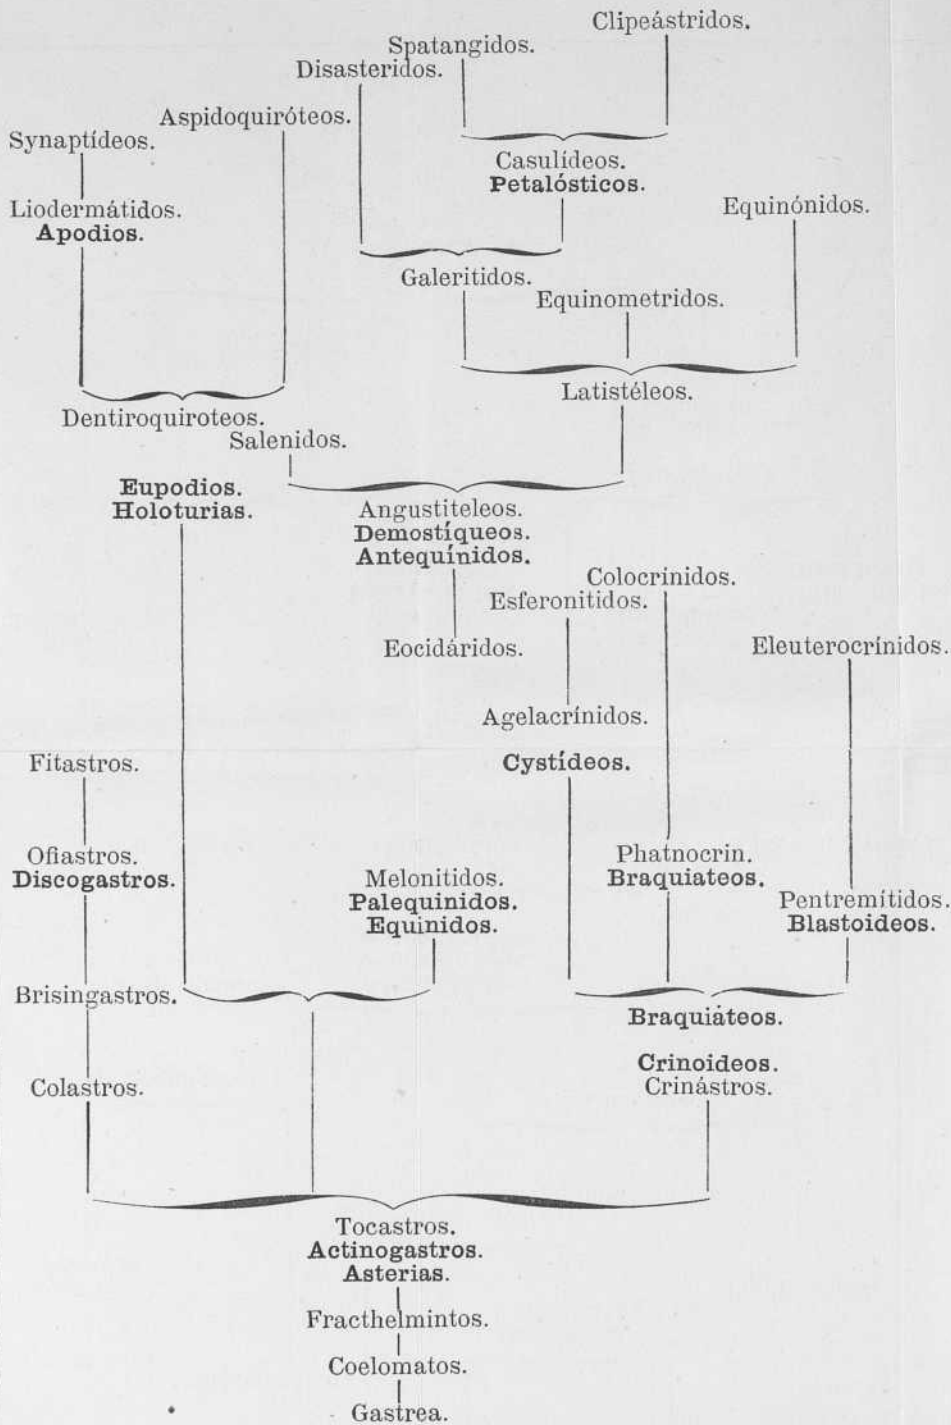 Clipeástridos.
Spatangidos.
Disasteridos.
Aspidoquiróteos.
Synaptídeos.
Casulídeos.
Petalósticos.
Liodermátidos.
Apodios.
Equinónidos.
Galeritidos.
Equinometridos.
Latistéleos.
Dentiroquiroteos.
Salenidos.
Eupodios.
Holoturias.
Angustiteleos.
Demostíqueos.
Antequínidos.
Colocrínidos.
Esferonitidos.
Eocidáridos.
Eleuterocrínidos.
Agelacrínidos.
Fitastros.
Cystídeos.
Ofiastros.
Discogastros.
Phatnocrin.
Braquiateos.
Melonitidos.
Palequinidos.
Equinidos.
Pentremítidos.
Blastoideos.
Brisingastros.
Braquiáteos.
Crinoideos.
Crinástros.
Colastros.
Tocastros.
Actinogastros.
Asterias.
Fracthelmintos.
Coelomatos.
Gastrea.